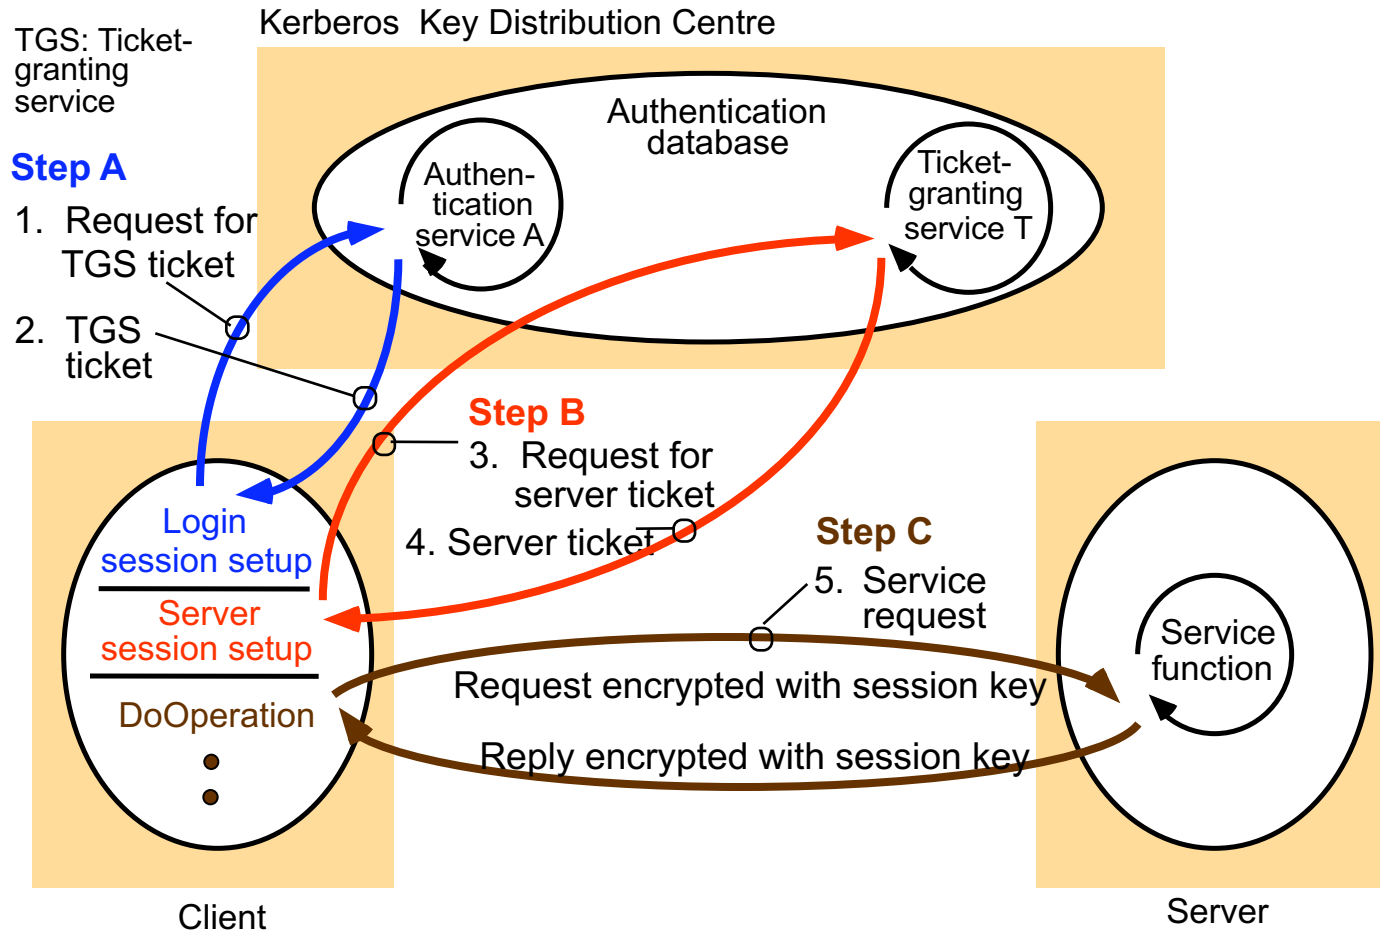 Kerberos  Key Distribution Centre
TGS: Ticket-
granting
service
Authentication
database
Authen-
tication
service A
Ticket-
granting
service T
Step A
1.  Request for
TGS ticket
2.  TGS
ticket
Step B
3.  Request for
server ticket
4. Server ticket
Step C
5.  Service
request
Login
session setup
Server
session setup
DoOperation
Request encrypted with session key
Reply encrypted with session key
Service
function
Client
Server